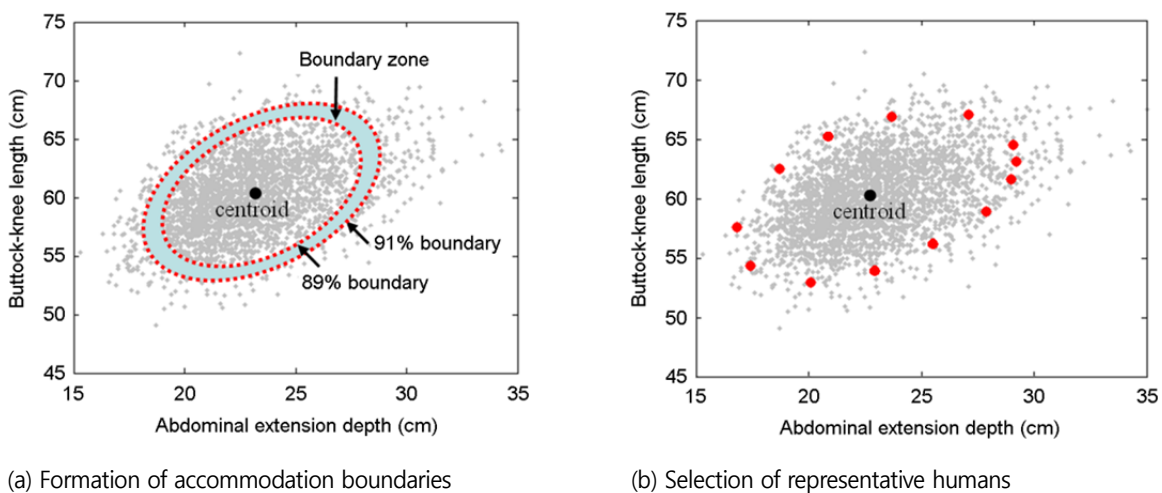 75
70
65
60
55
50
45
15
20
25
30
35
Buttock-knee length (cm)
Abdominal extension depth (cm)
Boundary zone
centroid
91% boundary
89% boundary
(a) Formation of accommodation boundaries
75
70
65
60
55
50
45
15
20
25
30
35
Buttock-knee length (cm)
Abdominal extension depth (cm)
centroid
(b) Selection of representative humans